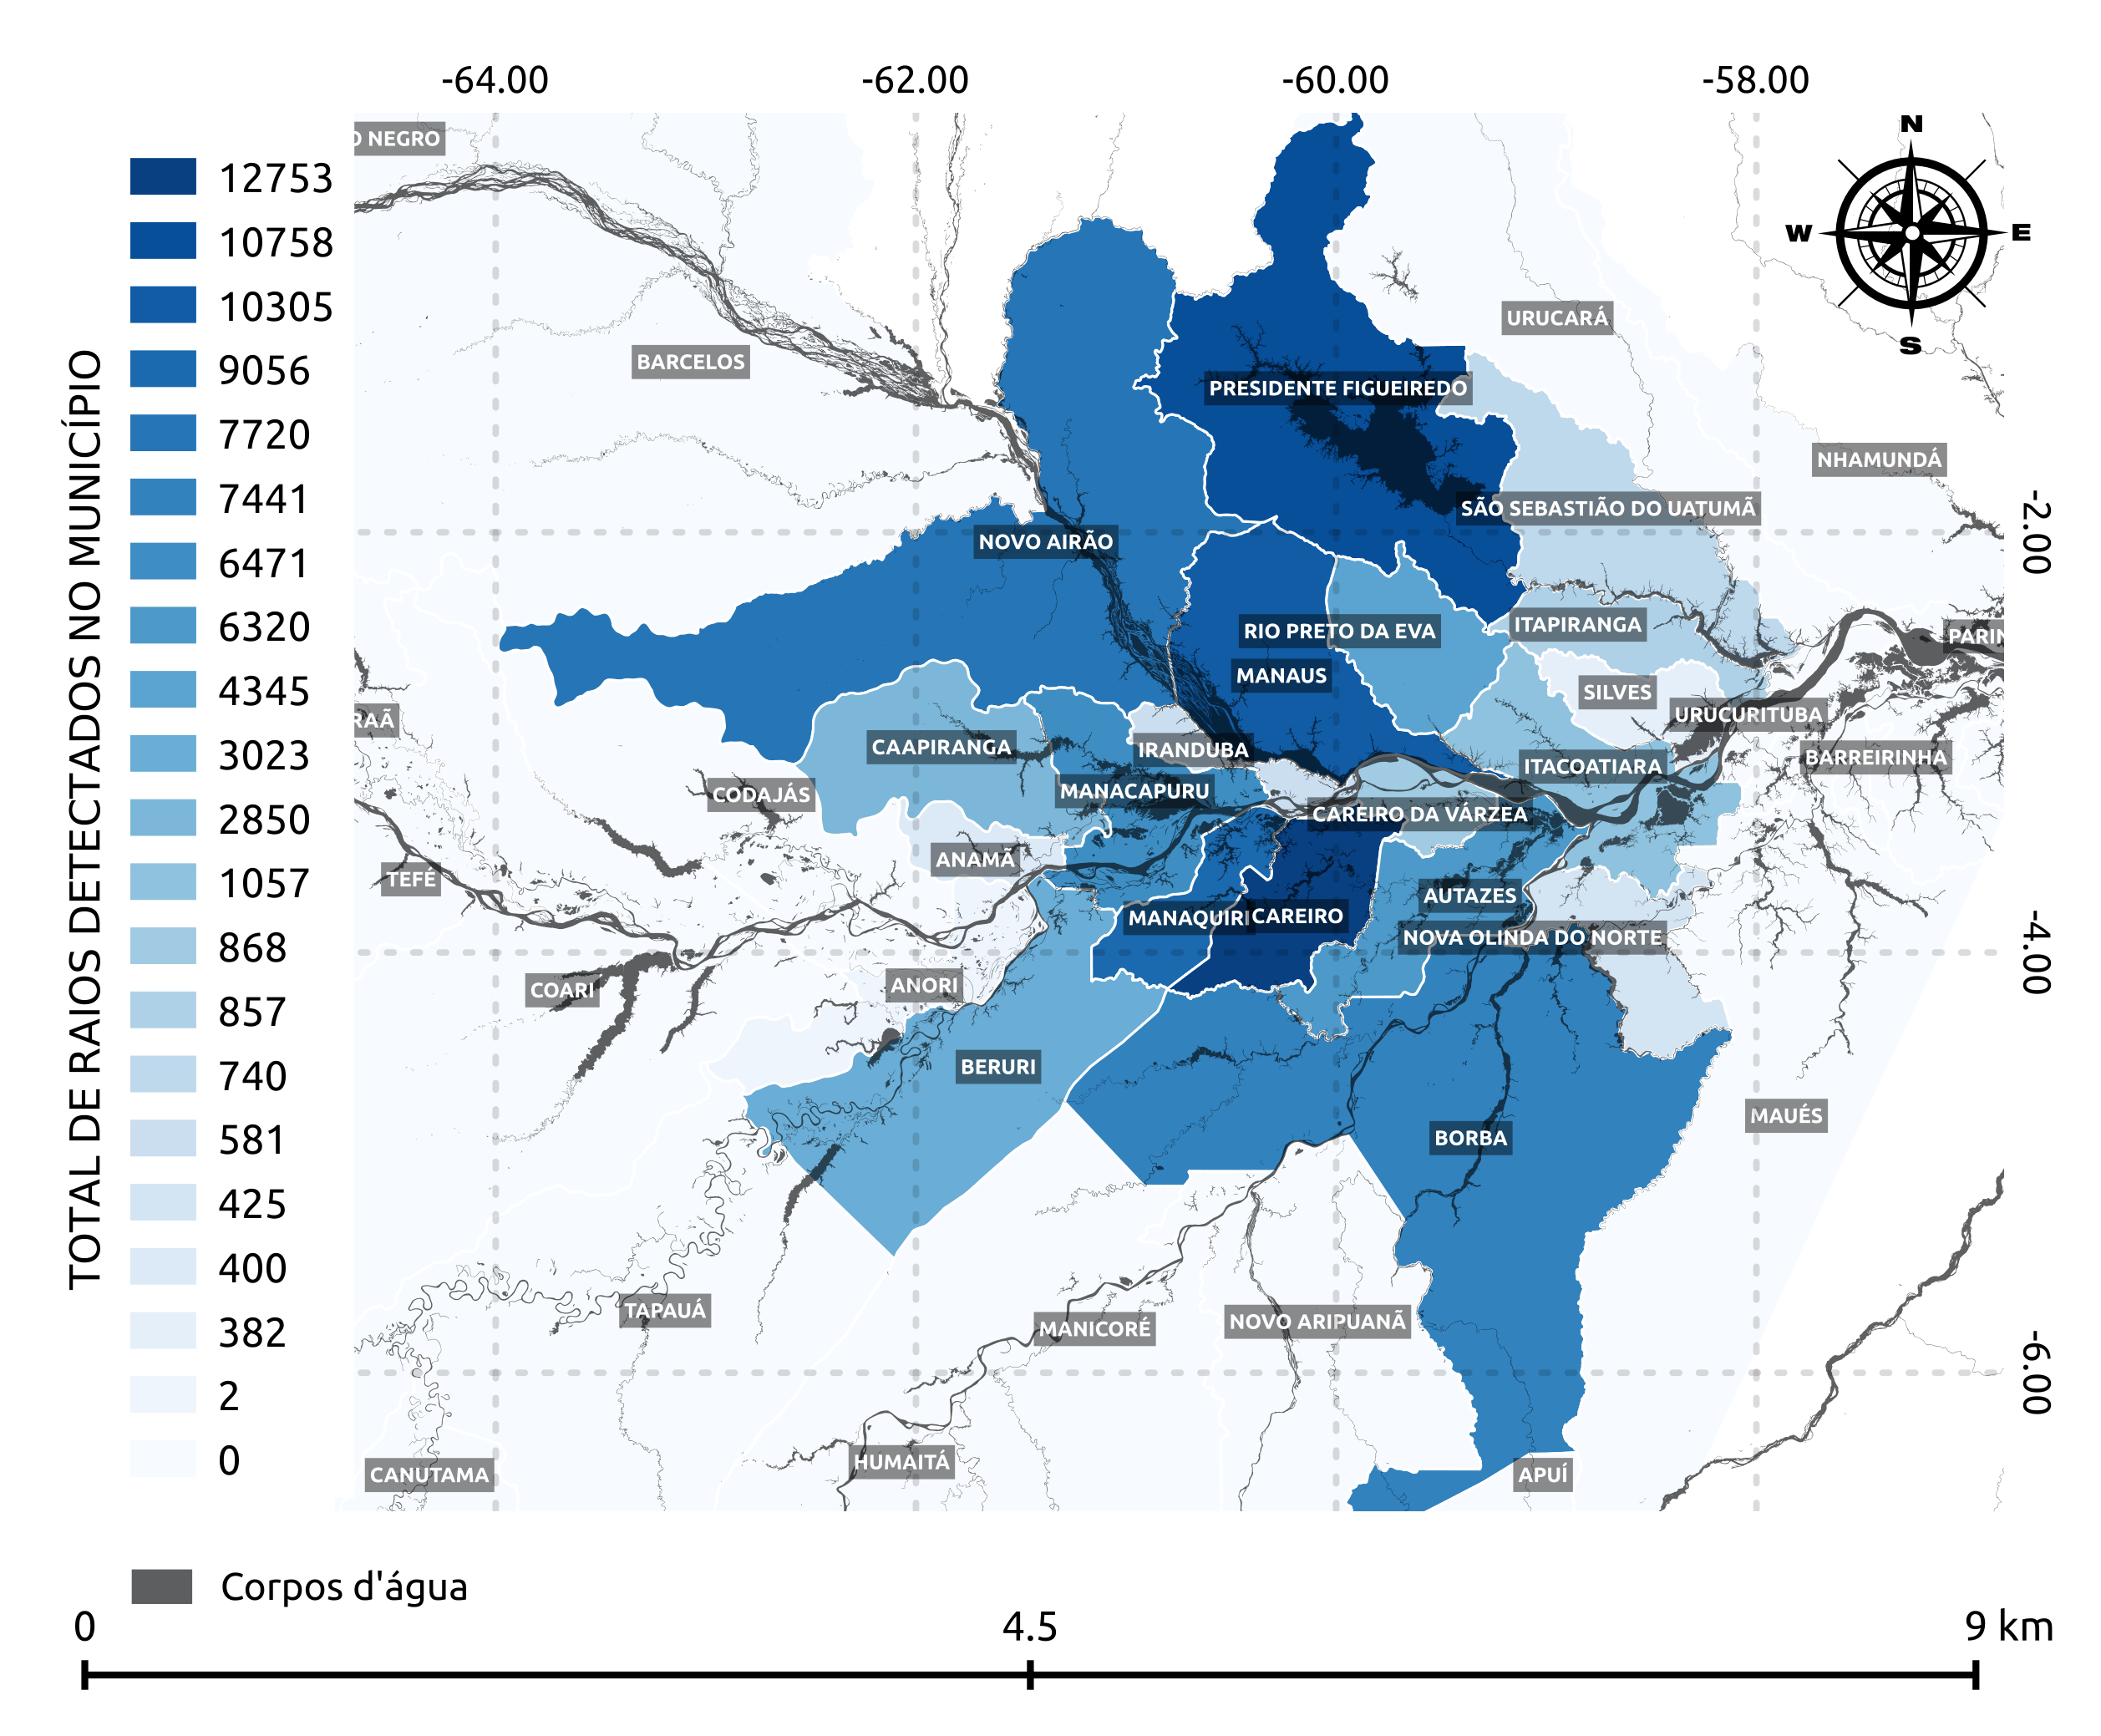 -64.00
-62.00
-60.00
-58.00
TOTAL DE RAIOS DETECTADOS NO MUNICÍPIO
12753
10758
10305
9056
7720
7441
6471
6320
4345
3023
2850
1057
868
857
740
581
425
400
382
2
0
O NEGRO
N
W
E
S
URUCARÁ
BARCELOS
PRESIDENTE FIGUEIREDO
NHAMUNDÁ
SÃO SEBASTIÃO DO UATUMÃ
-2.00
NOVO AIRÃO
ITAPIRANGA
RIO PRETO DA EVA
PARIN
MANAUS
SILVES
RAÃ
URUCURITUBA
CAAPIRANGA
IRANDUBA
BARREIRINHA
ITACOATIARA
CODAJÁS
MANACAPURU
CAREIRO DA VÁRZEA
ANAMÃ
TEFÉ
AUTAZES
MANAQUIRI
CAREIRO
NOVA OLINDA DO NORTE
-4.00
ANORÍ
COARI
BERURI
MAUÉS
BORBA
TAPAUÁ
NOVO ARIPUANÃ
MANICORÉ
-6.00
HUMAITÁ
CANUTAMA
APUÍ
Corpos d'água
0
4.5
9 km